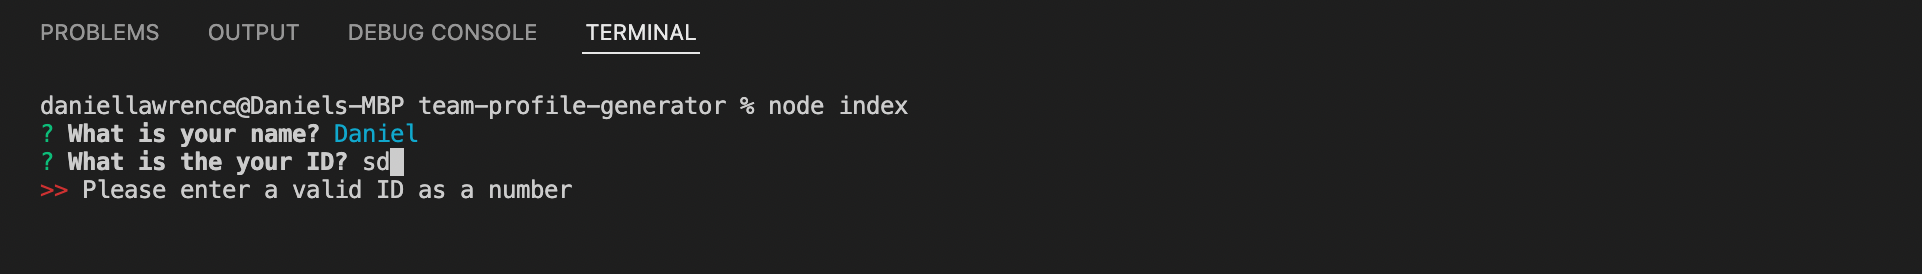 PROBLEMS OUTPUT DEBUG CONSOLE TERMINAL
daniellawrence@Daniels-MBP team-profile-generator % node index
? What is your name? Daniel
? What is the your ID? sd
>> Please enter a valid ID as a number